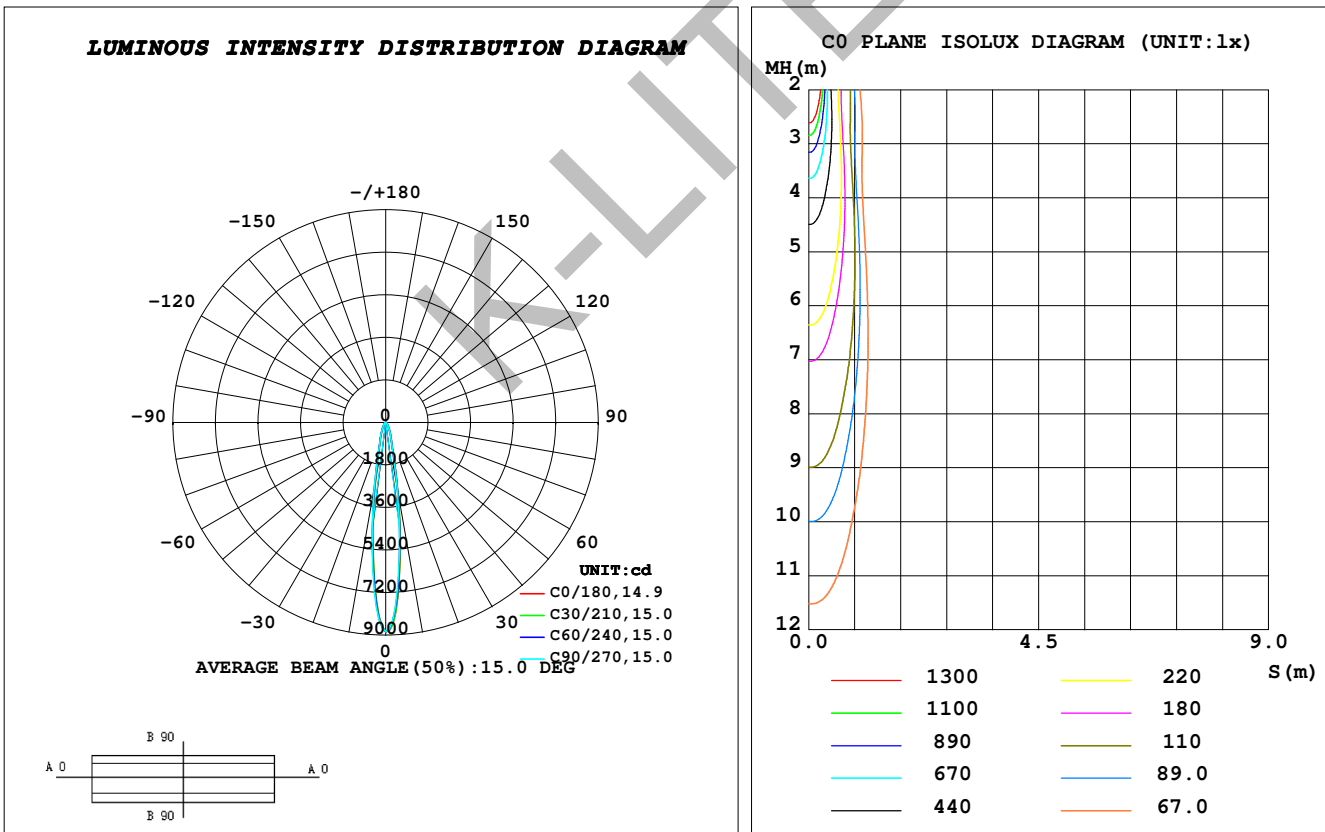 LUMINOUS INTENSITY DISTRIBUTION DIAGRAM
-/+180
-150 150
-120 120
-90 0 90
1800
3600
-60 5400 60
UNIT:cd
7200
C0/180,14.9
-30 9000 30 C30/210,15.0
C60/240,15.0
0 C90/270,15.0
AVERAGE BEAM ANGLE(50%):15.0 DEG
B 90
A 0 A 0
B 90
C0 PLANE ISOLUX DIAGRAM (UNIT:lx)
MH(m)
2
3
4
5
6
7
8
9
10
11
12
0.0 4.5 9.0
S(m)
1300 220
1100 180
890 110
670 89.0
440 67.0
K-LITE